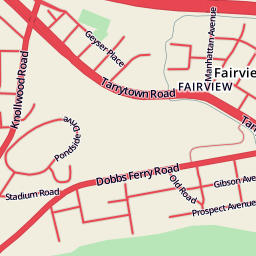 Geyser Place
Manhattan Avenue
Knollwood Road
Tarrytown Road
Fairvie
FAIRVIEW
Pondside Drive
Tar
Dobbs Ferry Road
Stadium Road
Old Road
Gibson Ave
Prospect Avenue